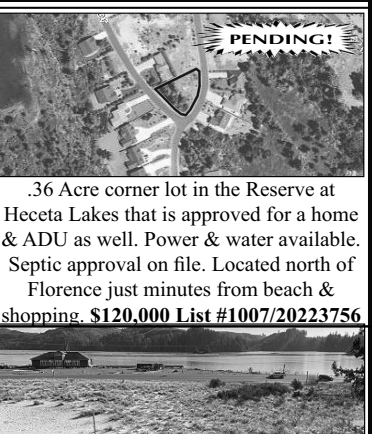 PENDING!
.36 Acre corner lot in the Reserve at
Heceta Lakes that is approved for a home
& ADU as well. Power & water available.
Septic approval on file. Located north of
Florence just minutes from beach &
shopping. $120,000 List #1007/20223756